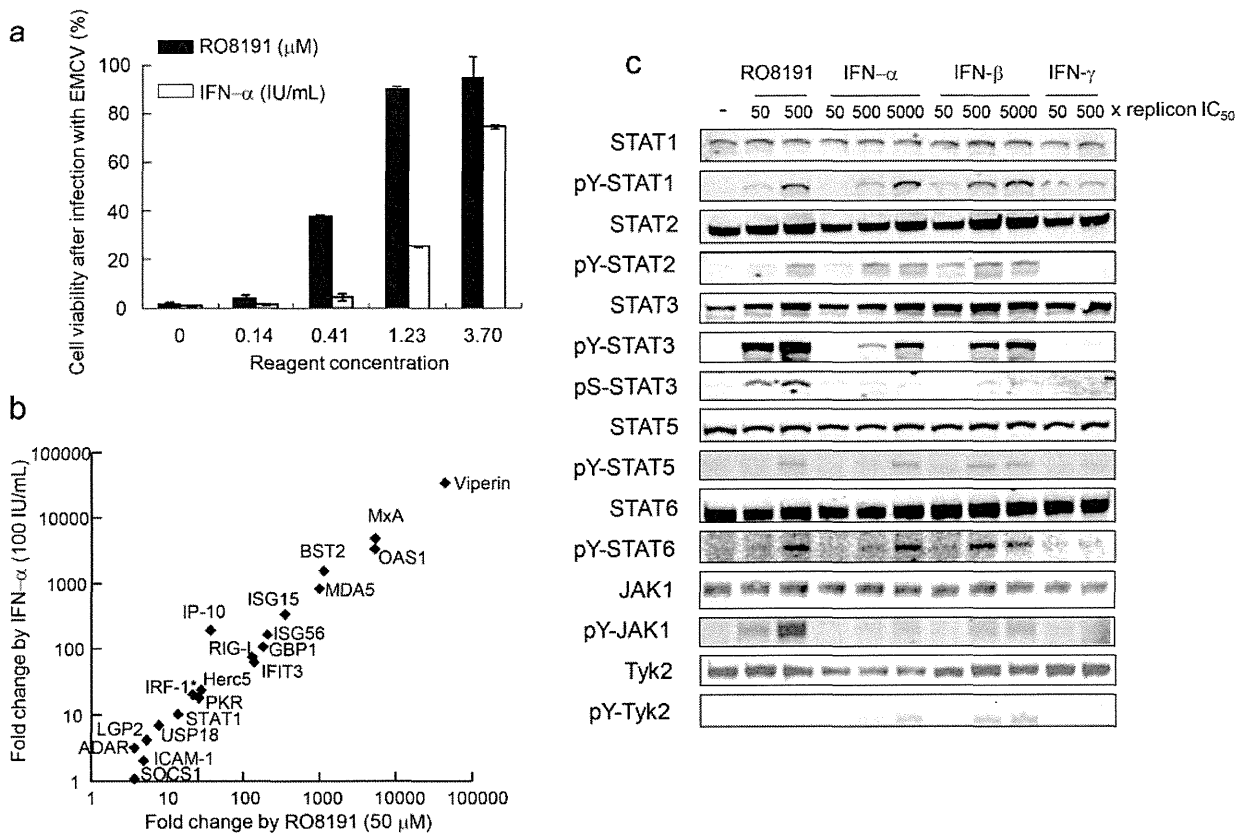 a
RO8191 (μM)
IFN-α (IU/mL)
Cell viability after infection with EMCV (%)
100
80
60
40
20
0
0 0.14 0.41 1.23 3.70
Reagent concentration
b
Fold change by IFN-α (100 IU/mL)
100000
10000
1000
100
10
1
Viperin
MxA
OAS1
BST2
MDA5
ISG15
IP-10
ISG56
RIG-I
GBP1
IFIT3
Herc5
IRF-1*
PKR
STAT1
LGP2
USP18
ADAR
ICAM-1
SOCS1
1 10 100 1000 10000 100000
Fold change by RO8191 (50 μM)
c
RO8191 IFN-α IFN-β IFN-γ
- 50 500 50 500 5000 50 500 5000 50 500 x replicon IC50
STAT1
pY-STAT1
STAT2
pY-STAT2
STAT3
pY-STAT3
pS-STAT3
STAT5
pY-STAT5
STAT6
pY-STAT6
JAK1
pY-JAK1
Tyk2
pY-Tyk2